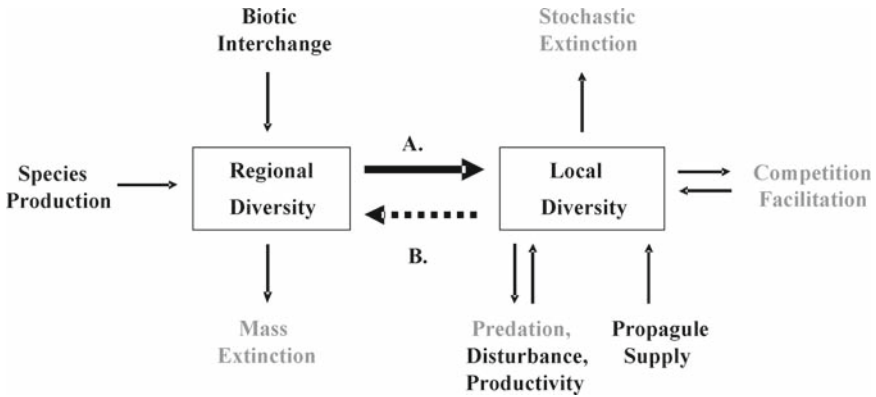 Biotic
Interchange
Stochastic
Extinction
A.
Species
Production
Regional
Diversity
Local
Diversity
Competition
Facilitation
B.
Mass
Extinction
Predation,
Disturbance,
Productivity
Propagule
Supply